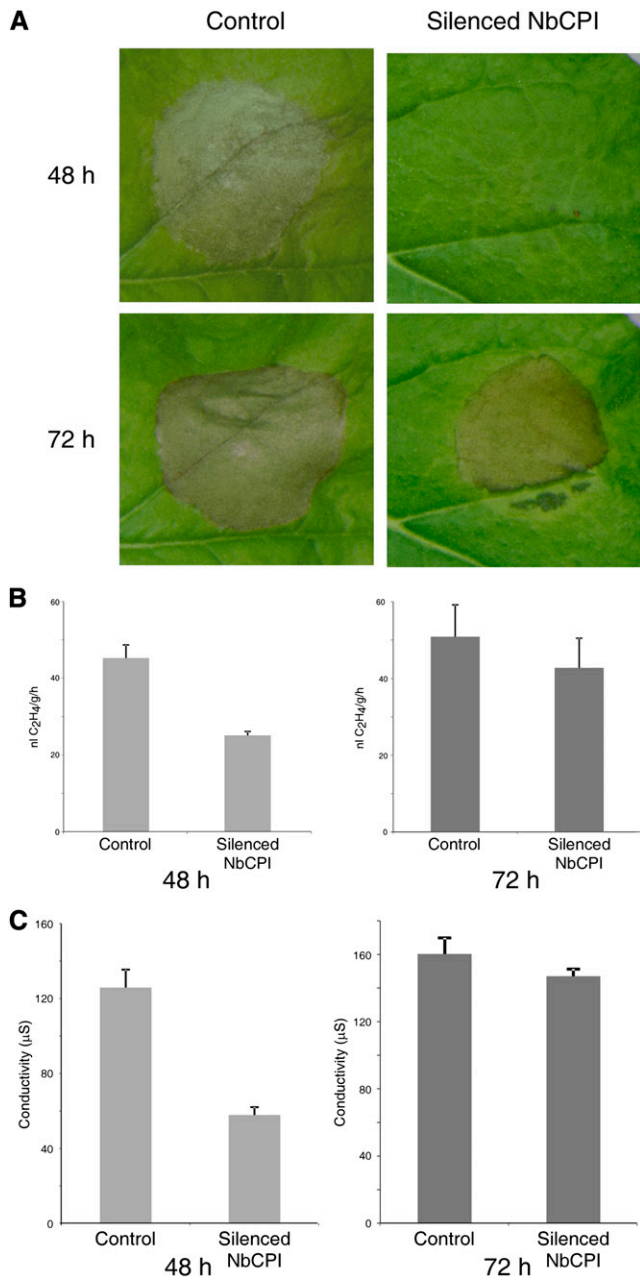 A
Control
Silenced NbCPI
48 h
72 h
B
60
40
20
0
nl C₂H₄/g/h
Control
Silenced
NbCPI
48 h
60
40
20
0
nl C₂H₄/g/h
Control
Silenced
NbCPI
72 h
C
160
120
80
40
0
Conductivity (µS)
Control
Silenced
NbCPI
48 h
160
120
80
40
0
Conductivity (µS)
Control
Silenced
NbCPI
72 h